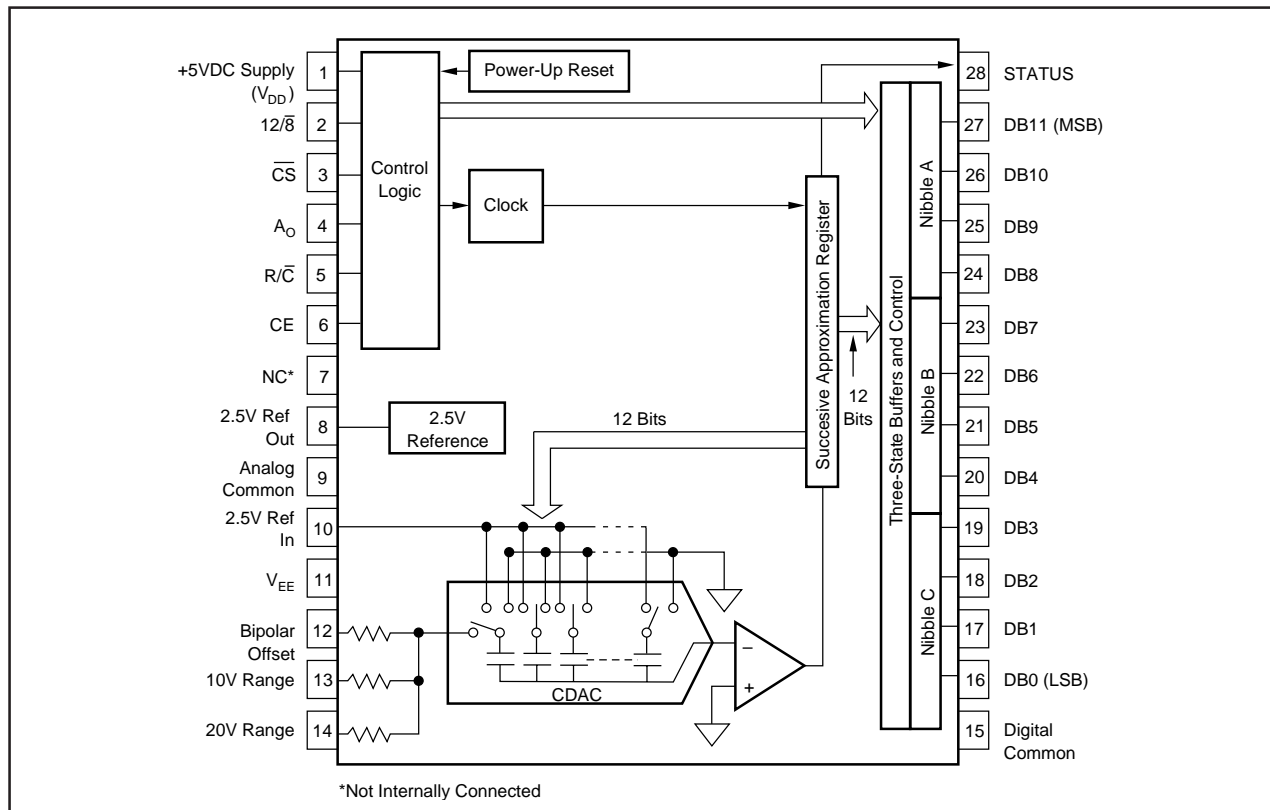 +5VDC Supply
(VDD)
1
12/8̅
2
C̅S̅
3
AO
4
R/C̅
5
CE
6
NC*
7
2.5V Ref
Out
8
Analog
Common
9
2.5V Ref
In
10
VEE
11
Bipolar
Offset
12
10V Range
13
20V Range
14
Control
Logic
Power-Up Reset
Clock
2.5V
Reference
12 Bits
CDAC
–
+
Succesive Approximation Register
12
Bits
Three-State Buffers and Control
Nibble A
Nibble B
Nibble C
28
STATUS
27
DB11 (MSB)
26
DB10
25
DB9
24
DB8
23
DB7
22
DB6
21
DB5
20
DB4
19
DB3
18
DB2
17
DB1
16
DB0 (LSB)
15
Digital
Common
*Not Internally Connected